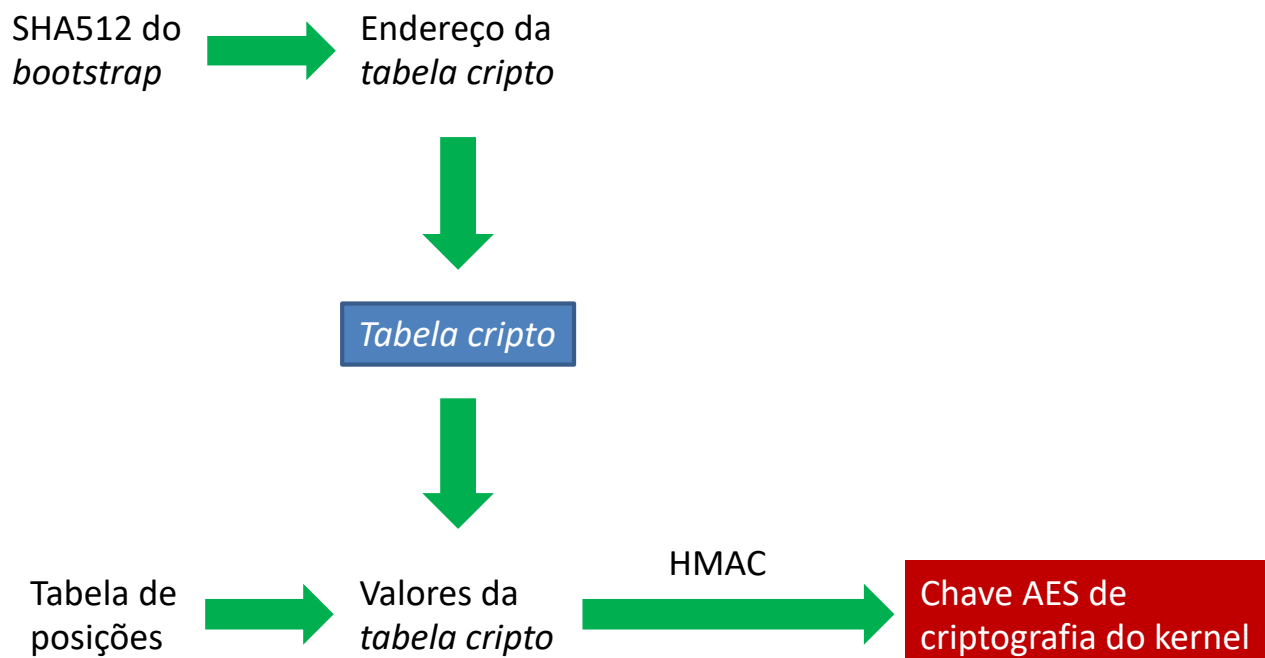 SHA512 do
bootstrap
Endereço da
tabela cripto
Tabela cripto
Tabela de
posições
Valores da
tabela cripto
HMAC
Chave AES de
criptografia do kernel